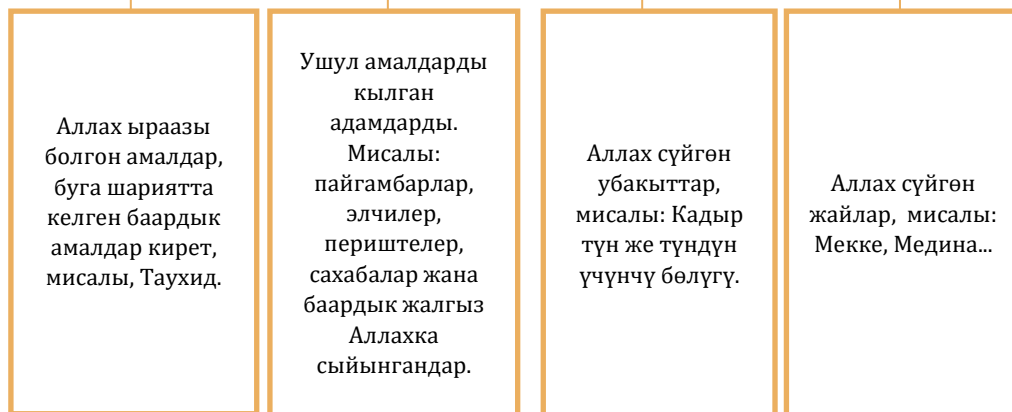 Аллах ыраазы
болгон амалдар,
буга шариятта
келген баардык
амалдар кирет,
мисалы, Таухид.
Ушул амалдарды
кылган
адамдарды.
Мисалы:
пайгамбарлар,
элчилер,
периштелер,
сахабалар жана
баардык жалгыз
Аллахка
сыйынгандар.
Аллах сүйгөн
убакыттар,
мисалы: Кадыр
түн же түндүн
үчүнчү бөлүгү.
Аллах сүйгөн
жайлар, мисалы:
Мекке, Медина...